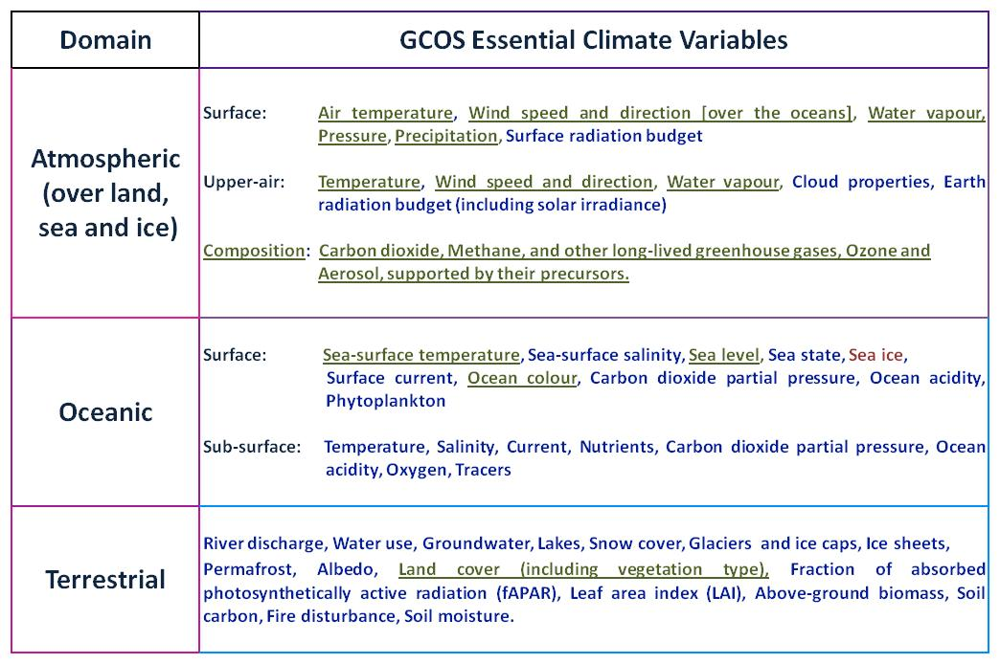 Domain
GCOS Essential Climate Variables
Atmospheric
(over land,
sea and ice)
Surface: Air temperature, Wind speed and direction [over the oceans], Water vapour,
Pressure, Precipitation, Surface radiation budget
Upper-air: Temperature, Wind speed and direction, Water vapour, Cloud properties, Earth
radiation budget (including solar irradiance)
Composition: Carbon dioxide, Methane, and other long-lived greenhouse gases, Ozone and
Aerosol, supported by their precursors.
Oceanic
Surface: Sea-surface temperature, Sea-surface salinity, Sea level, Sea state, Sea ice,
Surface current, Ocean colour, Carbon dioxide partial pressure, Ocean acidity,
Phytoplankton
Sub-surface: Temperature, Salinity, Current, Nutrients, Carbon dioxide partial pressure, Ocean
acidity, Oxygen, Tracers
Terrestrial
River discharge, Water use, Groundwater, Lakes, Snow cover, Glaciers and ice caps, Ice sheets,
Permafrost, Albedo, Land cover (including vegetation type), Fraction of absorbed
photosynthetically active radiation (fAPAR), Leaf area index (LAI), Above-ground biomass, Soil
carbon, Fire disturbance, Soil moisture.